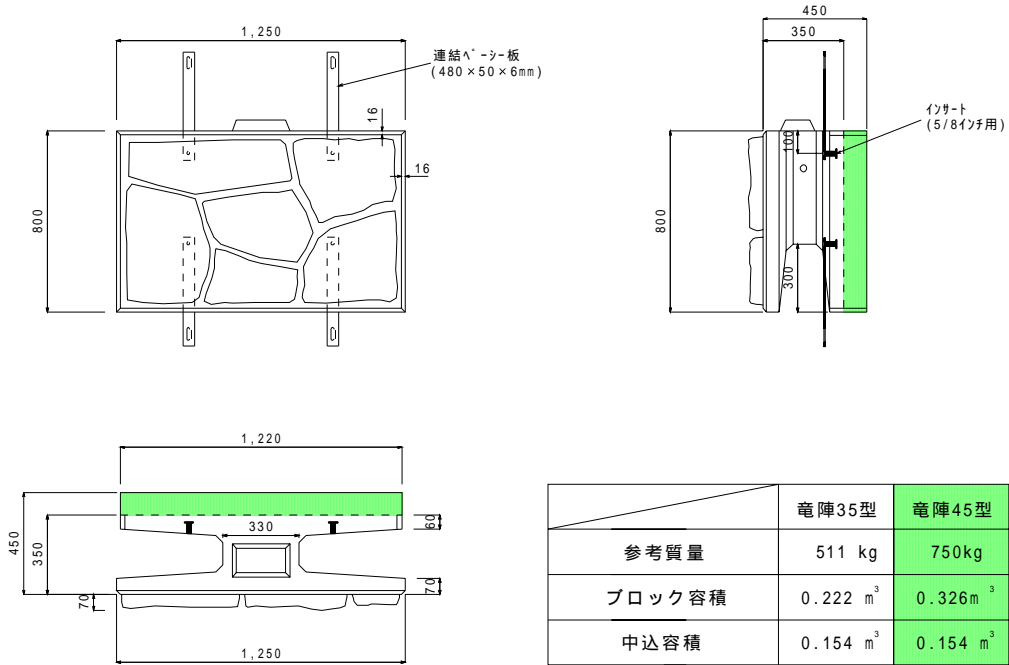 1,250
連結ﾍﾞｰｼｰ板
(480×50×6mm)
16
16
800
450
350
ｲﾝｻｰﾄ
(5/8ｲﾝﾁ用)
100
800
300
1,220
450
350
330
60
70
70
1,250
竜陣35型 竜陣45型
参考質量 511 kg 750kg
ブロック容積 0.222 m³ 0.326m³
中込容積 0.154 m³ 0.154 m³